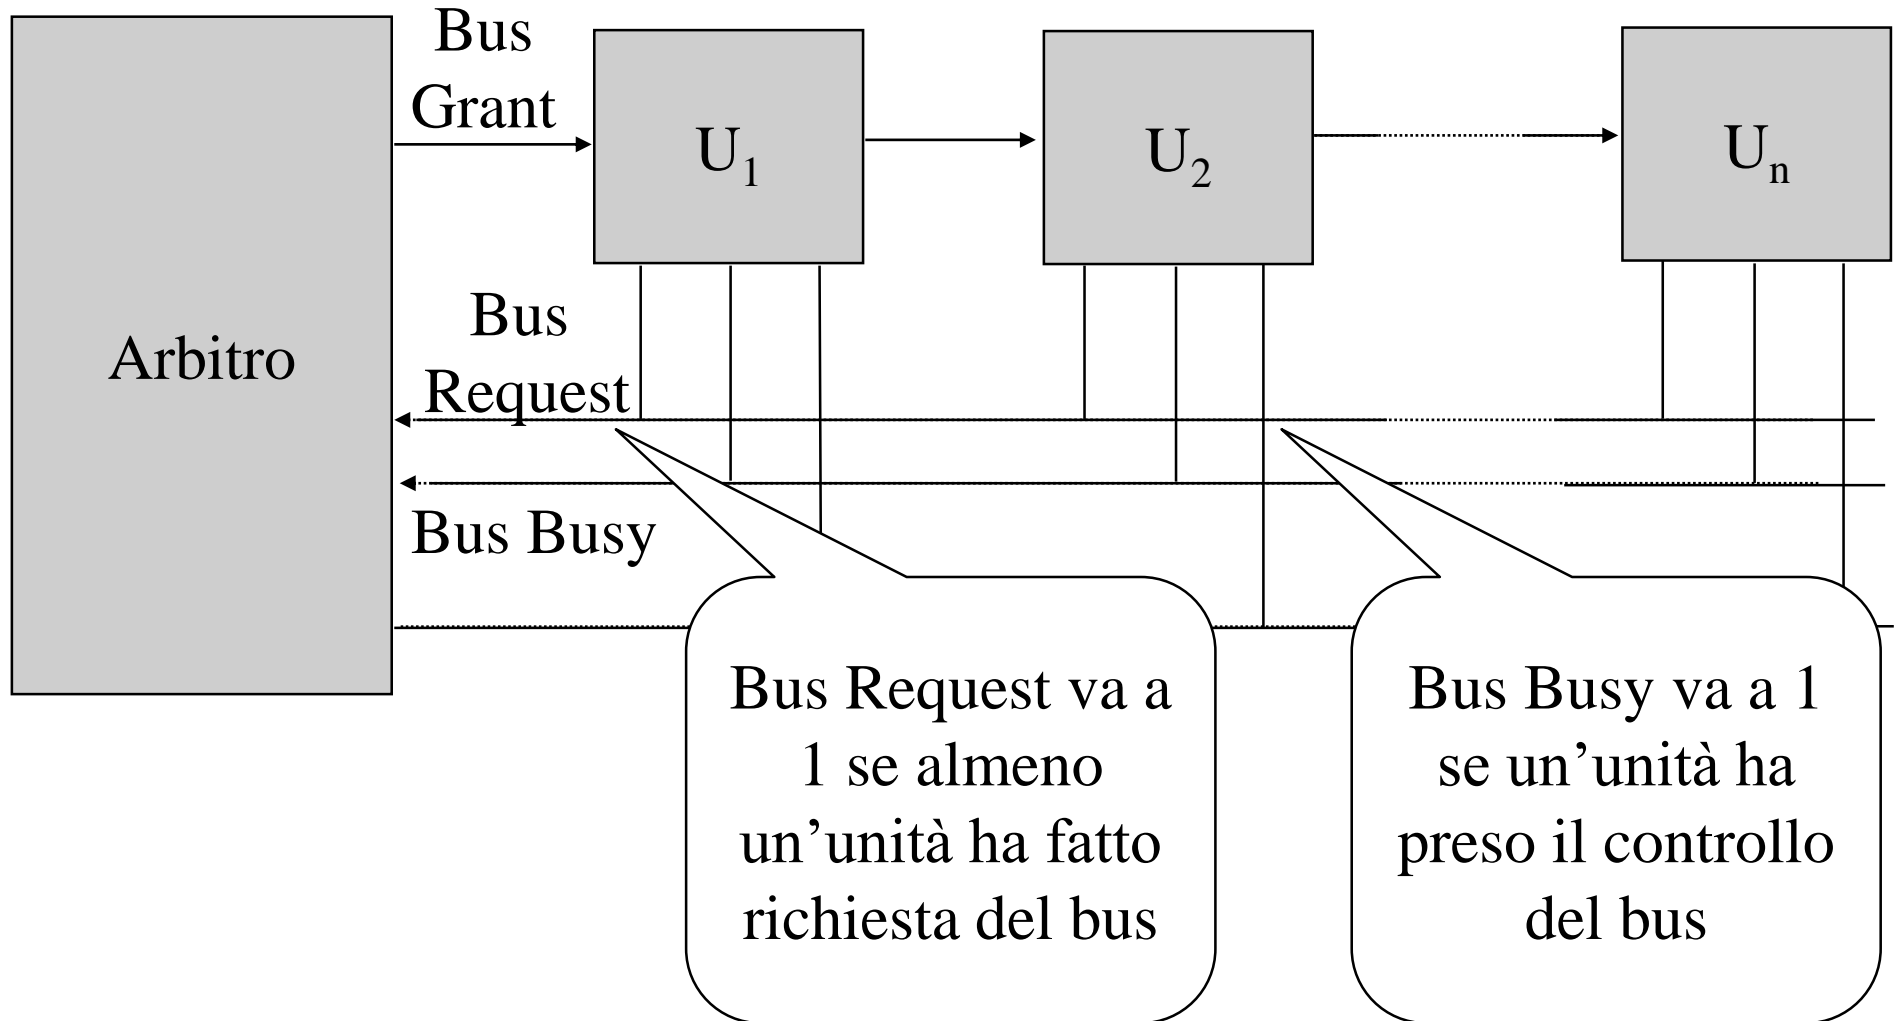 Bus
Grant
U1
U2
Un
Arbitro
Bus
Request
Bus Busy
Bus Request va a
1 se almeno
un’unità ha fatto
richiesta del bus
Bus Busy va a 1
se un’unità ha
preso il controllo
del bus